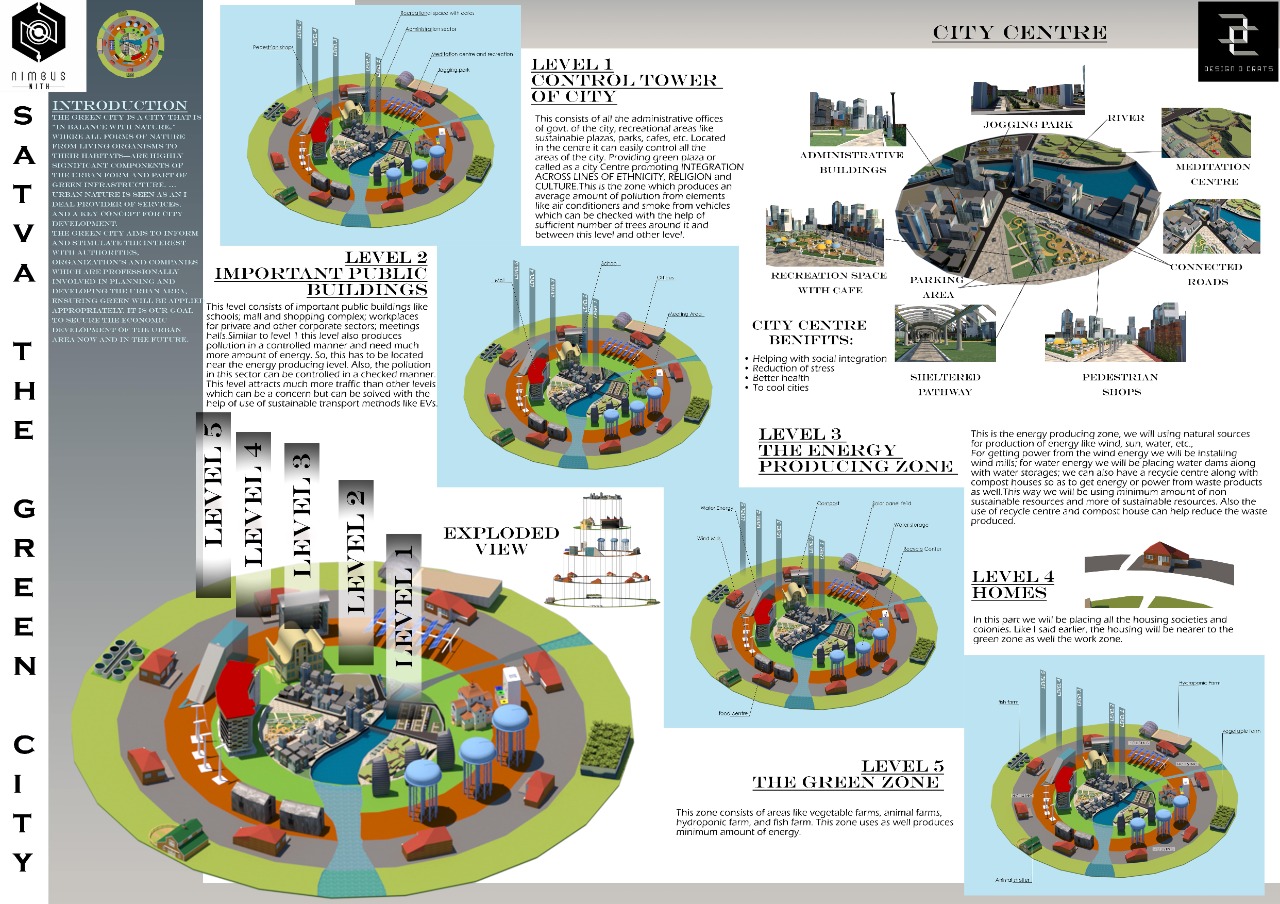 NIMBUS
NITH
SATVA THE GREEN CITY
INTRODUCTION
THE GREEN CITY IS A CITY THAT IS
"IN BALANCE WITH NATURE."
WHERE ALL FORMS OF NATURE
FROM LIVING ORGANISMS TO
THEIR HABITATS—ARE HIGHLY
SIGNIFICANT COMPONENTS OF
THE URBAN FORM AND PART OF
GREEN INFRASTRUCTURE. ...
URBAN NATURE IS SEEN AS AN I
DEAL PROVIDER OF SERVICES,
AND A KEY CONCEPT FOR CITY
DEVELOPMENT.
THE GREEN CITY AIMS TO INFORM
AND STIMULATE THE INTEREST
WITH AUTHORITIES,
ORGANIZATION'S AND COMPANIES
WHICH ARE PROFESSIONALLY
INVOLVED IN PLANNING AND
DEVELOPING THE URBAN AREA,
ENSURING GREEN WILL BE APPLIED
APPROPRIATELY. IT IS OUR GOAL
TO SECURE THE ECONOMIC
DEVELOPMENT OF THE URBAN
AREA NOW AND IN THE FUTURE.
Recreational space with cafes
Administration sector
Pedestrian shops
Meditation centre and recreation
Jogging park
LEVEL 1
CONTROL TOWER
OF CITY
This consists of all the administrative offices
of govt. of the city, recreational areas like
sustainable plazas, parks, cafes, etc. Located
in the centre it can easily control all the
areas of the city. Providing green plaza or
called as a city Centre promoting INTEGRATION
ACROSS LINES OF ETHNICITY, RELIGION and
CULTURE.This is the zone which produces an
average amount of pollution from elements
like air conditioners and smoke from vehicles
which can be checked with the help of
sufficient number of trees around it and
between this level and other level.
CITY CENTRE
DESIGN O CRATS
JOGGING PARK
RIVER
ADMINISTRATIVE
BUILDINGS
MEDITATION
CENTRE
RECREATION SPACE
WITH CAFE
PARKING
AREA
CONNECTED
ROADS
CITY CENTRE
BENEFITS:
• Helping with social integration
• Reduction of stress
• Better health
• To cool cities
SHELTERED
PATHWAY
PEDESTRIAN
SHOPS
LEVEL 2
IMPORTANT PUBLIC
BUILDINGS
This level consists of important public buildings like
schools; mall and shopping complex; workplaces
for private and other corporate sectors; meetings
halls.Similar to level 1 this level also produces
pollution in a controlled manner and need much
more amount of energy. So, this has to be located
near the energy producing level. Also, the pollution
in this sector can be controlled in a checked manner.
This level attracts much more traffic than other levels
which can be a concern but can be solved with the
help of use of sustainable transport methods like EVs.
School
Mall
Offices
Meeting Area
LEVEL 3
THE ENERGY
PRODUCING ZONE
This is the energy producing zone, we will using natural sources
for production of energy like wind, sun, water, etc.,
For getting power from the wind energy we will be installing
wind mills; for water energy we will be placing water dams along
with water storages; we can also have a recycle centre along with
compost houses so as to get energy or power from waste products
as well.This way we will be using minimum amount of non
sustainable resources and more of sustainable resources. Also the
use of recycle centre and compost house can help reduce the waste
produced.
Water Energy
Compost
Solar panel field
Water storage
Wind mill
Recycle Center
food centre
LEVEL 5
LEVEL 4
LEVEL 3
LEVEL 2
LEVEL 1
EXPLODED
VIEW
LEVEL 4
HOMES
In this part we will be placing all the housing societies and
colonies. Like I said earlier, the housing will be nearer to the
green zone as well the work zone.
LEVEL 5
THE GREEN ZONE
This zone consists of areas like vegetable farms, animal farms,
hydroponic farm, and fish farm. This zone uses as well produces
minimum amount of energy.
Hydroponic Farm
fish farm
vegetable farm
Animal shelter